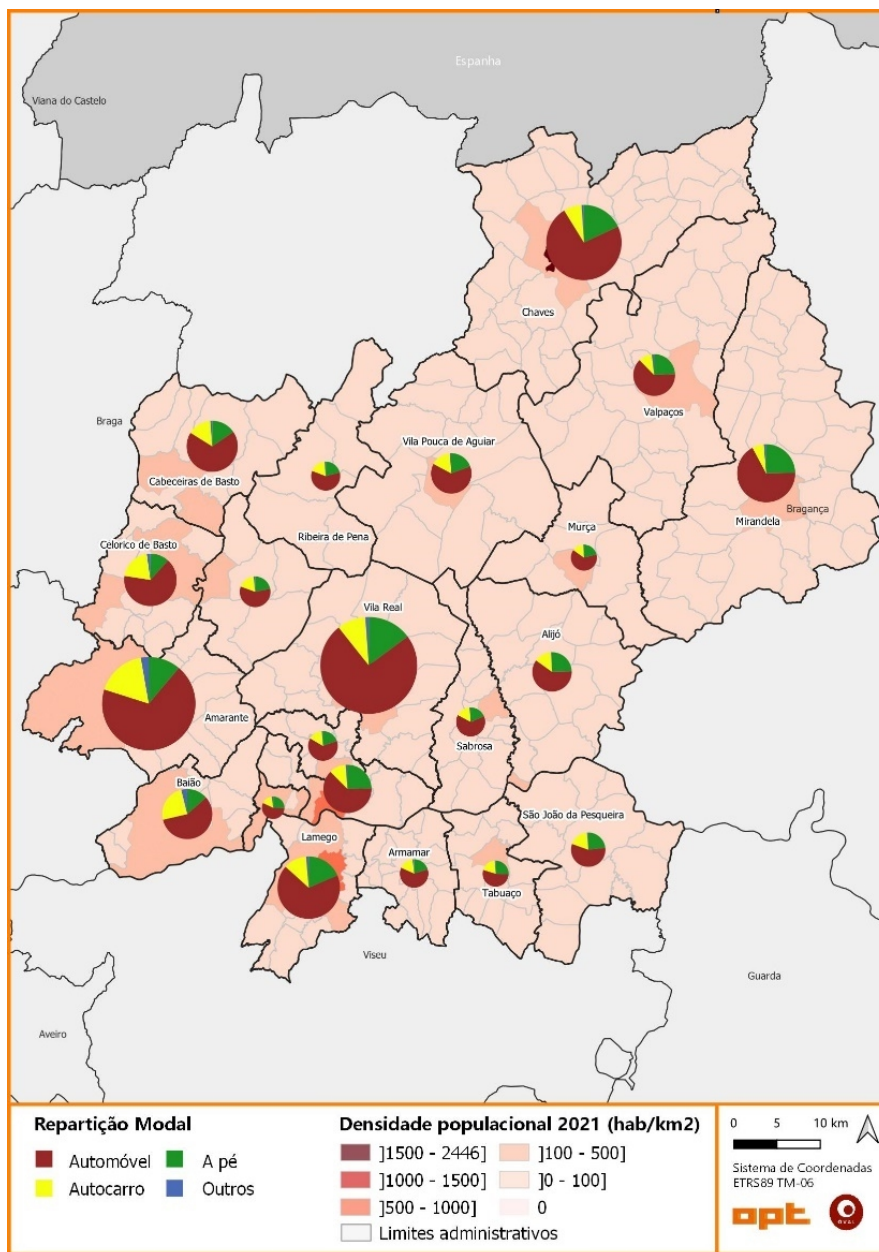 Espanha
Viana do Castelo
Chaves
Valpaços
Braga
Vila Pouca de Aguiar
Cabeceiras de Basto
Bragança
Mirandela
Murça
Ribeira de Pena
Celorico de Basto
Vila Real
Alijó
Amarante
Sabrosa
Baião
São João da Pesqueira
Lamego
Armamar
Tabuaço
Viseu
Guarda
Aveiro
Repartição Modal
Automóvel
A pé
Autocarro
Outros
Densidade populacional 2021 (hab/km2)
]1500 - 2446]
]100 - 500]
]1000 - 1500]
]0 - 100]
]500 - 1000]
0
Limites administrativos
0 5 10 km
Sistema de Coordenadas
ETRS89 TM-06
opt